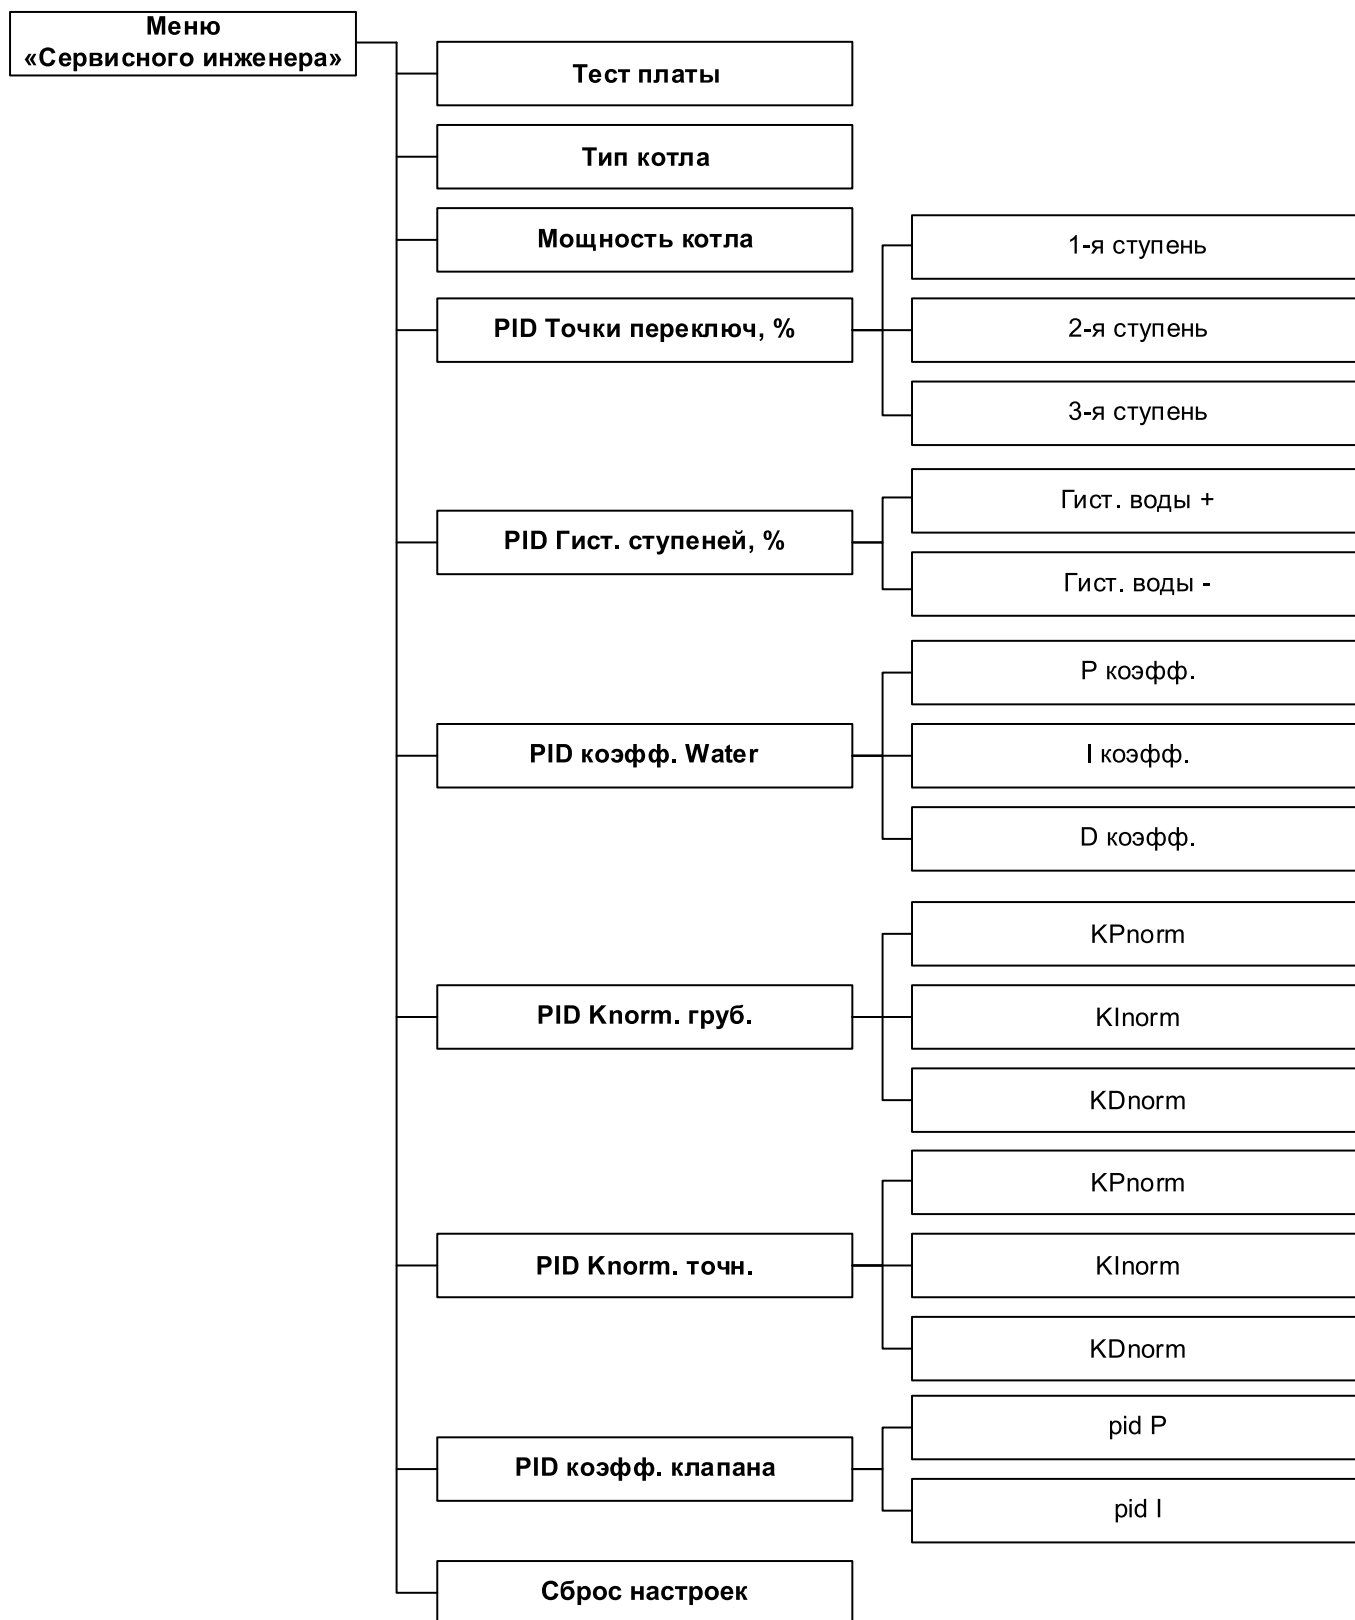 Меню
«Сервисного инженера»
Тест платы
Тип котла
Мощность котла
PID Точки переключ, %
1-я ступень
2-я ступень
3-я ступень
PID Гист. ступеней, %
Гист. воды +
Гист. воды -
PID коэфф. Water
P коэфф.
I коэфф.
D коэфф.
PID Knorm. груб.
KPnorm
KInorm
KDnorm
PID Knorm. точн.
KPnorm
KInorm
KDnorm
PID коэфф. клапана
pid P
pid I
Сброс настроек